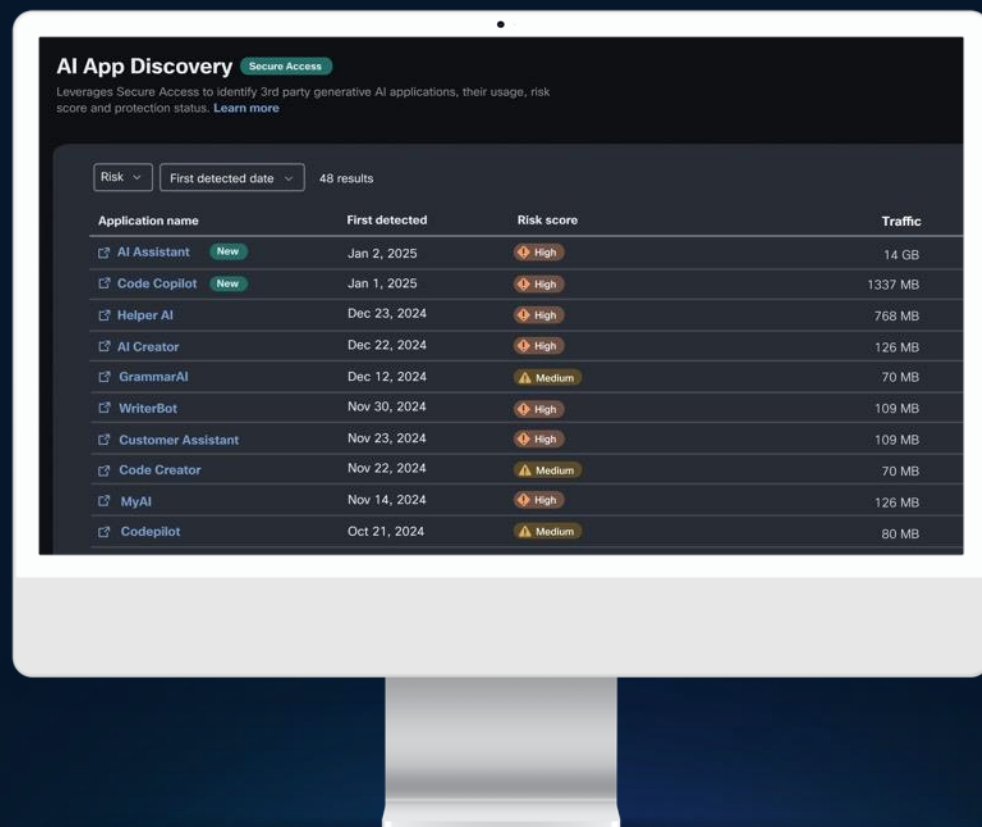 AI App Discovery Secure Access
Leverages Secure Access to identify 3rd party generative AI applications, their usage, risk
score and protection status. Learn more
Risk First detected date 48 results
Application name First detected Risk score Traffic
AI Assistant New Jan 2, 2025 High 14 GB
Code Copilot New Jan 1, 2025 High 1337 MB
Helper AI Dec 23, 2024 High 768 MB
AI Creator Dec 22, 2024 High 126 MB
GrammarAI Dec 12, 2024 Medium 70 MB
WriterBot Nov 30, 2024 High 109 MB
Customer Assistant Nov 23, 2024 High 109 MB
Code Creator Nov 22, 2024 Medium 70 MB
MyAI Nov 14, 2024 High 126 MB
Codepilot Oct 21, 2024 Medium 80 MB